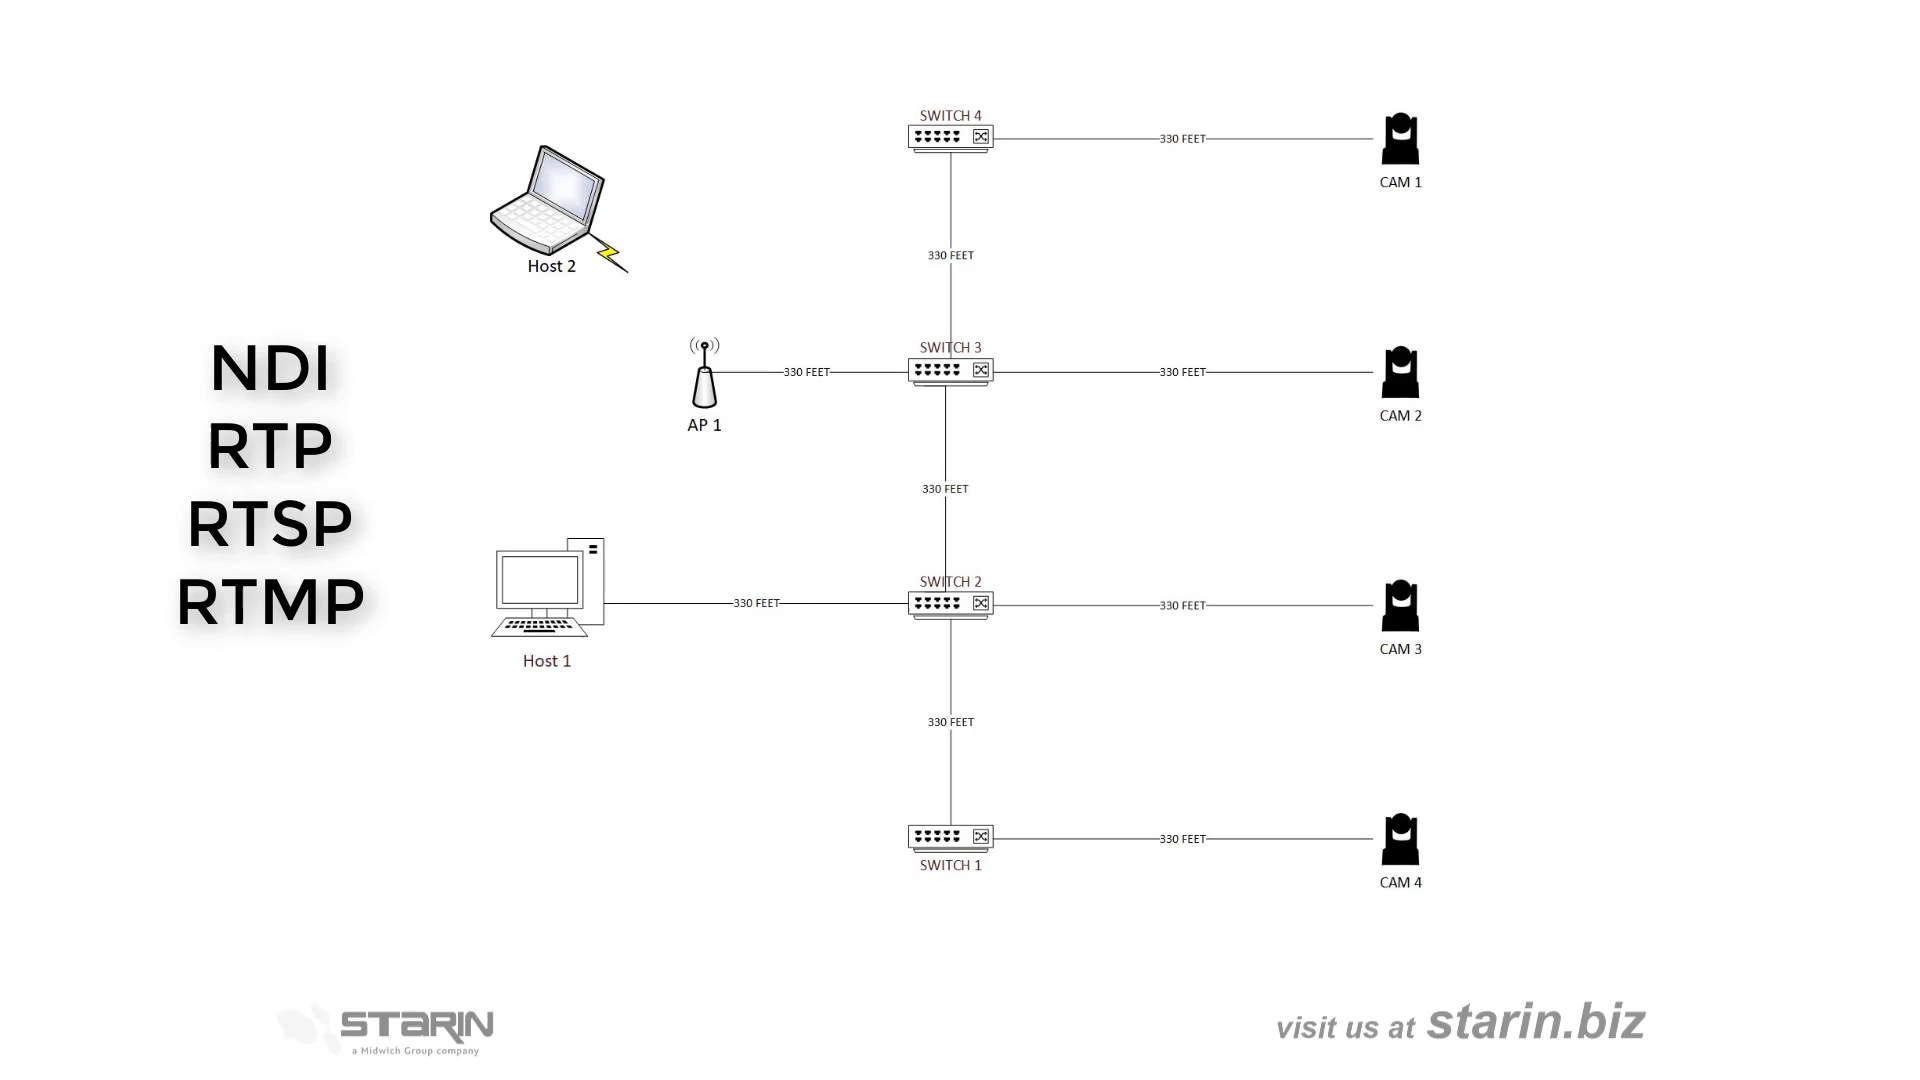 SWITCH 4
330 FEET
CAM 1
Host 2
330 FEET
NDI
RTP
RTSP
RTMP
SWITCH 3
330 FEET
330 FEET
AP 1
CAM 2
330 FEET
SWITCH 2
330 FEET
330 FEET
Host 1
CAM 3
330 FEET
330 FEET
SWITCH 1
CAM 4
STARIN
a Midwich Group company
visit us at starin.biz